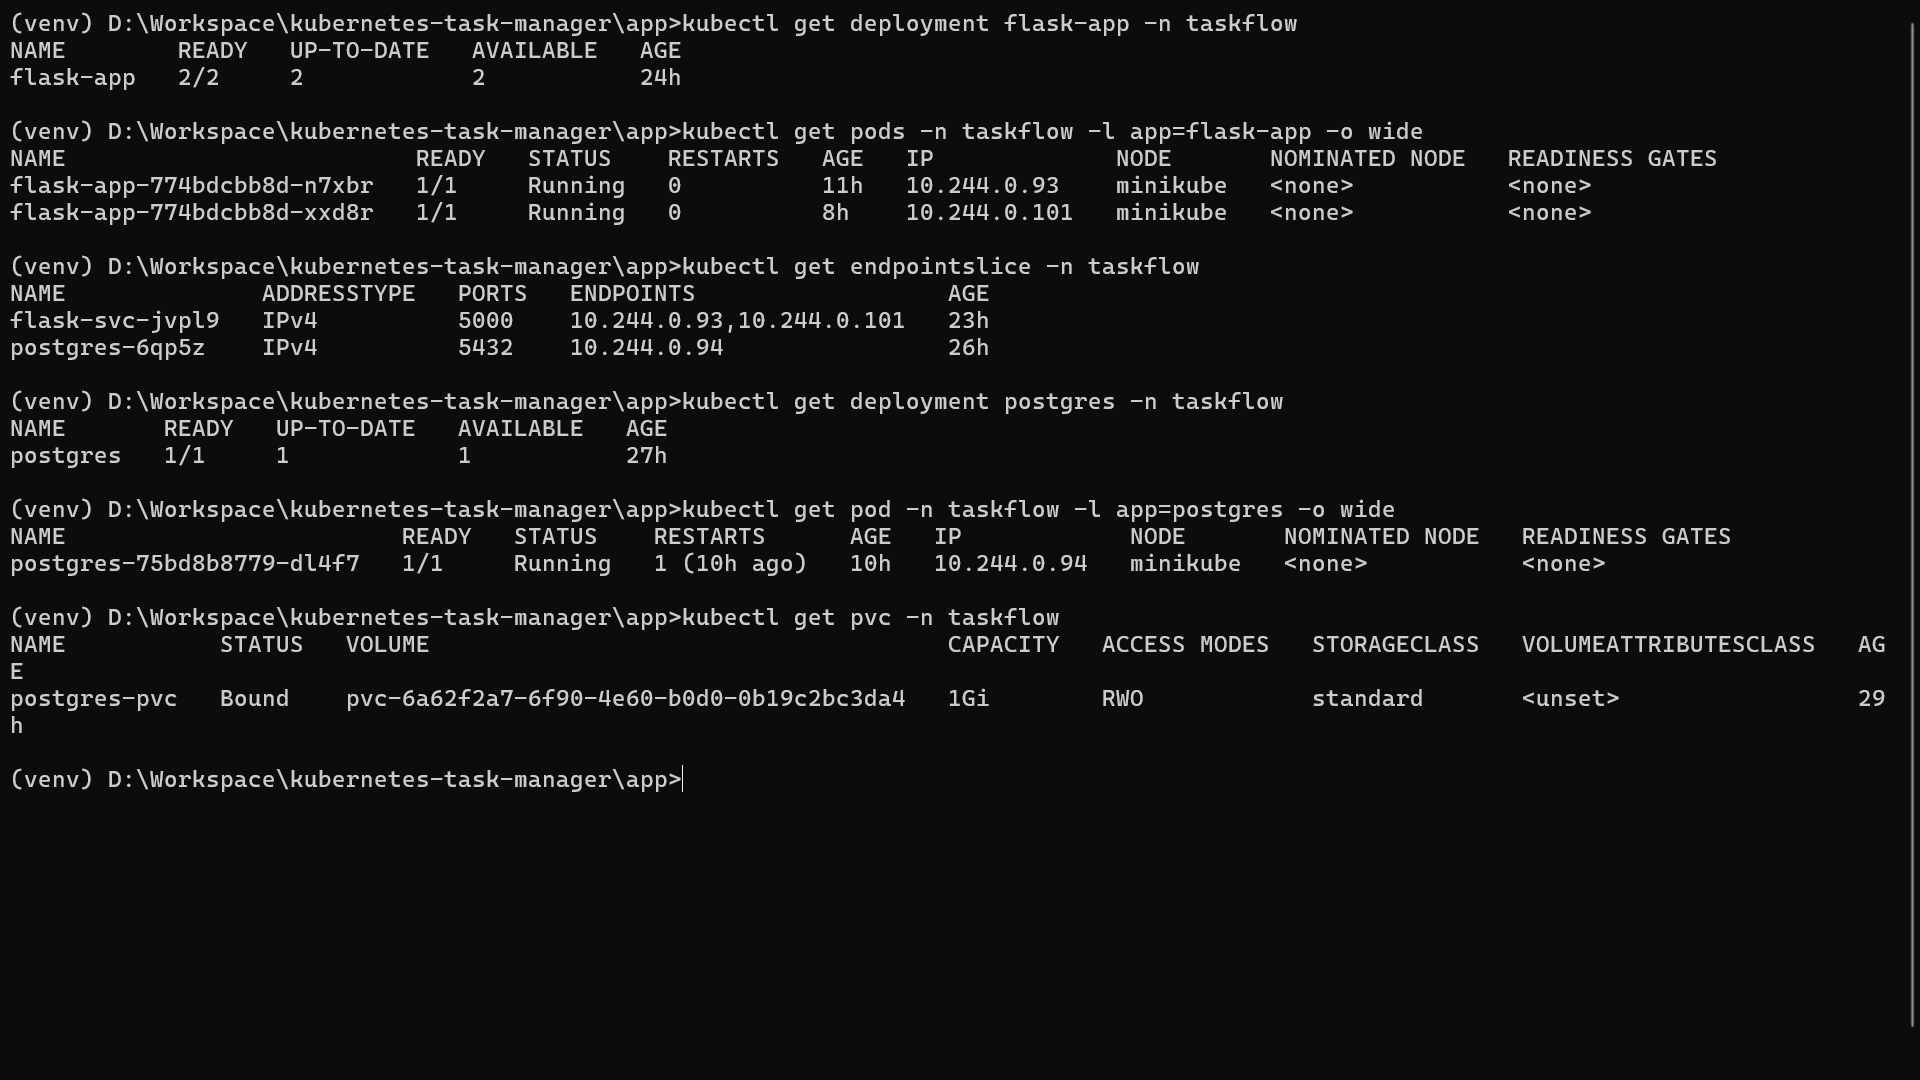 (venv) D:\Workspace\kubernetes-task-manager\app>kubectl get deployment flask-app -n taskflow
NAME        READY   UP-TO-DATE   AVAILABLE   AGE
flask-app   2/2     2            2           24h

(venv) D:\Workspace\kubernetes-task-manager\app>kubectl get pods -n taskflow -l app=flask-app -o wide
NAME                         READY   STATUS    RESTARTS   AGE   IP             NODE       NOMINATED NODE   READINESS GATES
flask-app-774bdcbb8d-n7xbr   1/1     Running   0          11h   10.244.0.93    minikube   <none>           <none>
flask-app-774bdcbb8d-xxd8r   1/1     Running   0          8h    10.244.0.101   minikube   <none>           <none>

(venv) D:\Workspace\kubernetes-task-manager\app>kubectl get endpointslice -n taskflow
NAME              ADDRESSTYPE   PORTS   ENDPOINTS                  AGE
flask-svc-jvpl9   IPv4          5000    10.244.0.93,10.244.0.101   23h
postgres-6qp5z    IPv4          5432    10.244.0.94                26h

(venv) D:\Workspace\kubernetes-task-manager\app>kubectl get deployment postgres -n taskflow
NAME       READY   UP-TO-DATE   AVAILABLE   AGE
postgres   1/1     1            1           27h

(venv) D:\Workspace\kubernetes-task-manager\app>kubectl get pod -n taskflow -l app=postgres -o wide
NAME                        READY   STATUS    RESTARTS      AGE   IP            NODE       NOMINATED NODE   READINESS GATES
postgres-75bd8b8779-dl4f7   1/1     Running   1 (10h ago)   10h   10.244.0.94   minikube   <none>           <none>

(venv) D:\Workspace\kubernetes-task-manager\app>kubectl get pvc -n taskflow
NAME           STATUS   VOLUME                                     CAPACITY   ACCESS MODES   STORAGECLASS   VOLUMEATTRIBUTESCLASS   AG
E
postgres-pvc   Bound    pvc-6a62f2a7-6f90-4e60-b0d0-0b19c2bc3da4   1Gi        RWO            standard       <unset>                 29
h

(venv) D:\Workspace\kubernetes-task-manager\app>